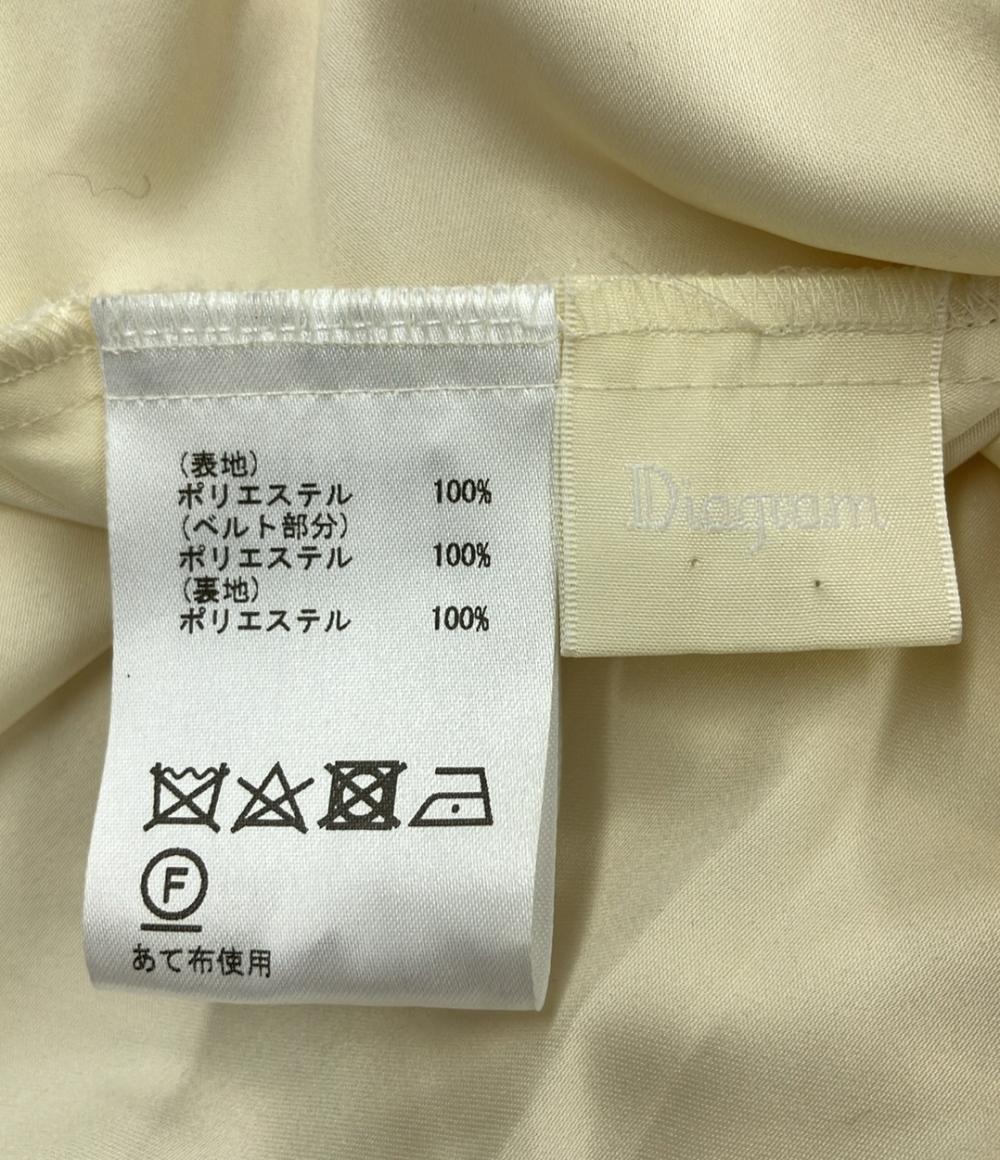 (表地)
ポリエステル 100%
(ベルト部分)
ポリエステル 100%
(裏地)
ポリエステル 100%
F
あて布使用
Diagram